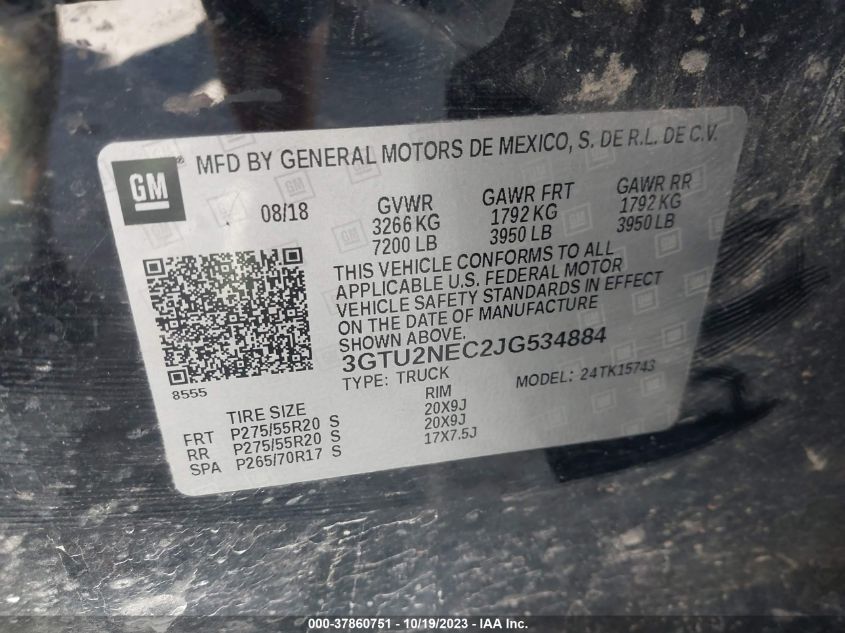 MFD BY GENERAL MOTORS DE MEXICO, S. DE R.L. DE C.V.
GM ®
08/18
GVWR GAWR FRT GAWR RR
3266 KG 1792 KG 1792 KG
7200 LB 3950 LB 3950 LB
THIS VEHICLE CONFORMS TO ALL
APPLICABLE U.S. FEDERAL MOTOR
VEHICLE SAFETY STANDARDS IN EFFECT
ON THE DATE OF MANUFACTURE
SHOWN ABOVE.
3GTU2NEC2JG534884
TYPE: TRUCK MODEL: 24TK15743
8555
TIRE SIZE RIM
FRT P275/55R20 S 20X9J
RR P275/55R20 S 20X9J
SPA P265/70R17 S 17X7.5J
000-37860751 - 10/19/2023 - IAA Inc.